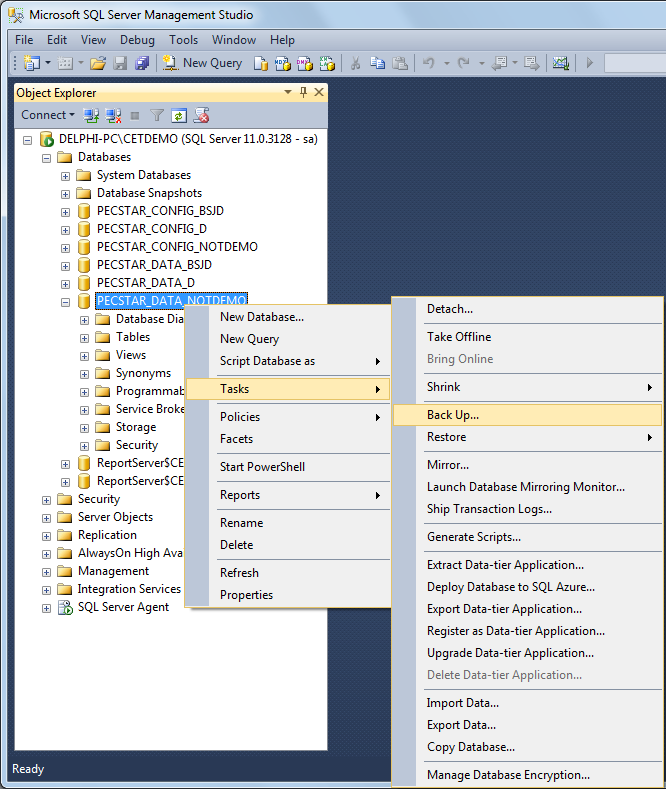 Microsoft SQL Server Management Studio
File Edit View Debug Tools Window Help
New Query
Object Explorer
Connect
DELPHI-PC\CETDEMO (SQL Server 11.0.3128 - sa)
Databases
System Databases
Database Snapshots
PECSTAR_CONFIG_BSJD
PECSTAR_CONFIG_D
PECSTAR_CONFIG_NOTDEMO
PECSTAR_DATA_BSJD
PECSTAR_DATA_D
PECSTAR_DATA_NOTDEMO
Database Dia
Tables
Views
Synonyms
Programmab
Service Broke
Storage
Security
ReportServer$CE
ReportServer$CE
Security
Server Objects
Replication
AlwaysOn High Ava
Management
Integration Services
SQL Server Agent
New Database...
New Query
Script Database as
Tasks
Policies
Facets
Start PowerShell
Reports
Rename
Delete
Refresh
Properties
Detach...
Take Offline
Bring Online
Shrink
Back Up...
Restore
Mirror...
Launch Database Mirroring Monitor...
Ship Transaction Logs...
Generate Scripts...
Extract Data-tier Application...
Deploy Database to SQL Azure...
Export Data-tier Application...
Register as Data-tier Application...
Upgrade Data-tier Application...
Delete Data-tier Application...
Import Data...
Export Data...
Copy Database...
Manage Database Encryption...
Ready